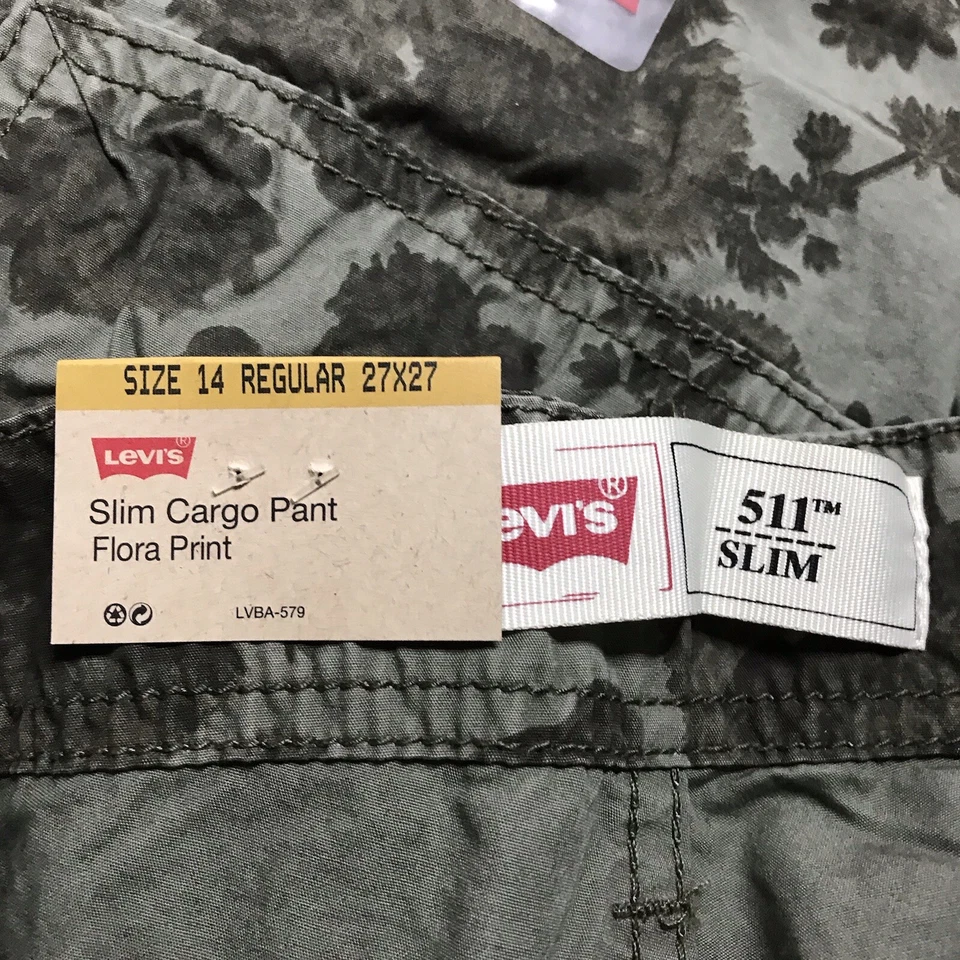 SIZE 14 REGULAR 27X27
Levi's®
Slim Cargo Pant
Flora Print
LVBA-579
evi's®
511™
SLIM